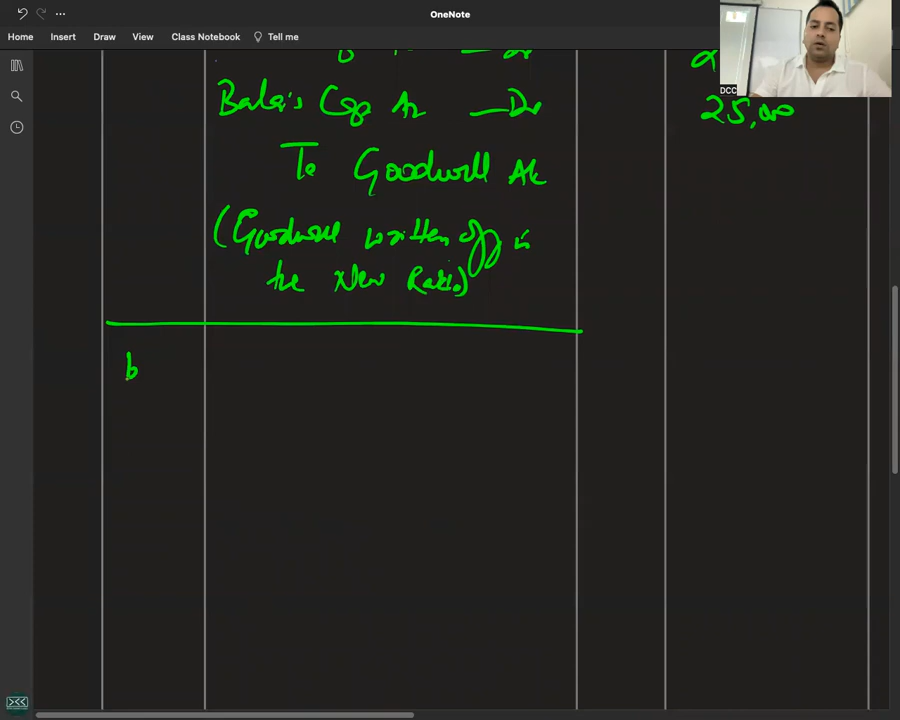 OneNote
Home Insert Draw View Class Notebook Tell me
DCC
Bala's Cap A/c —Dr 25,000
To Goodwill A/c
(Goodwill written off in
the New Ratio)
b